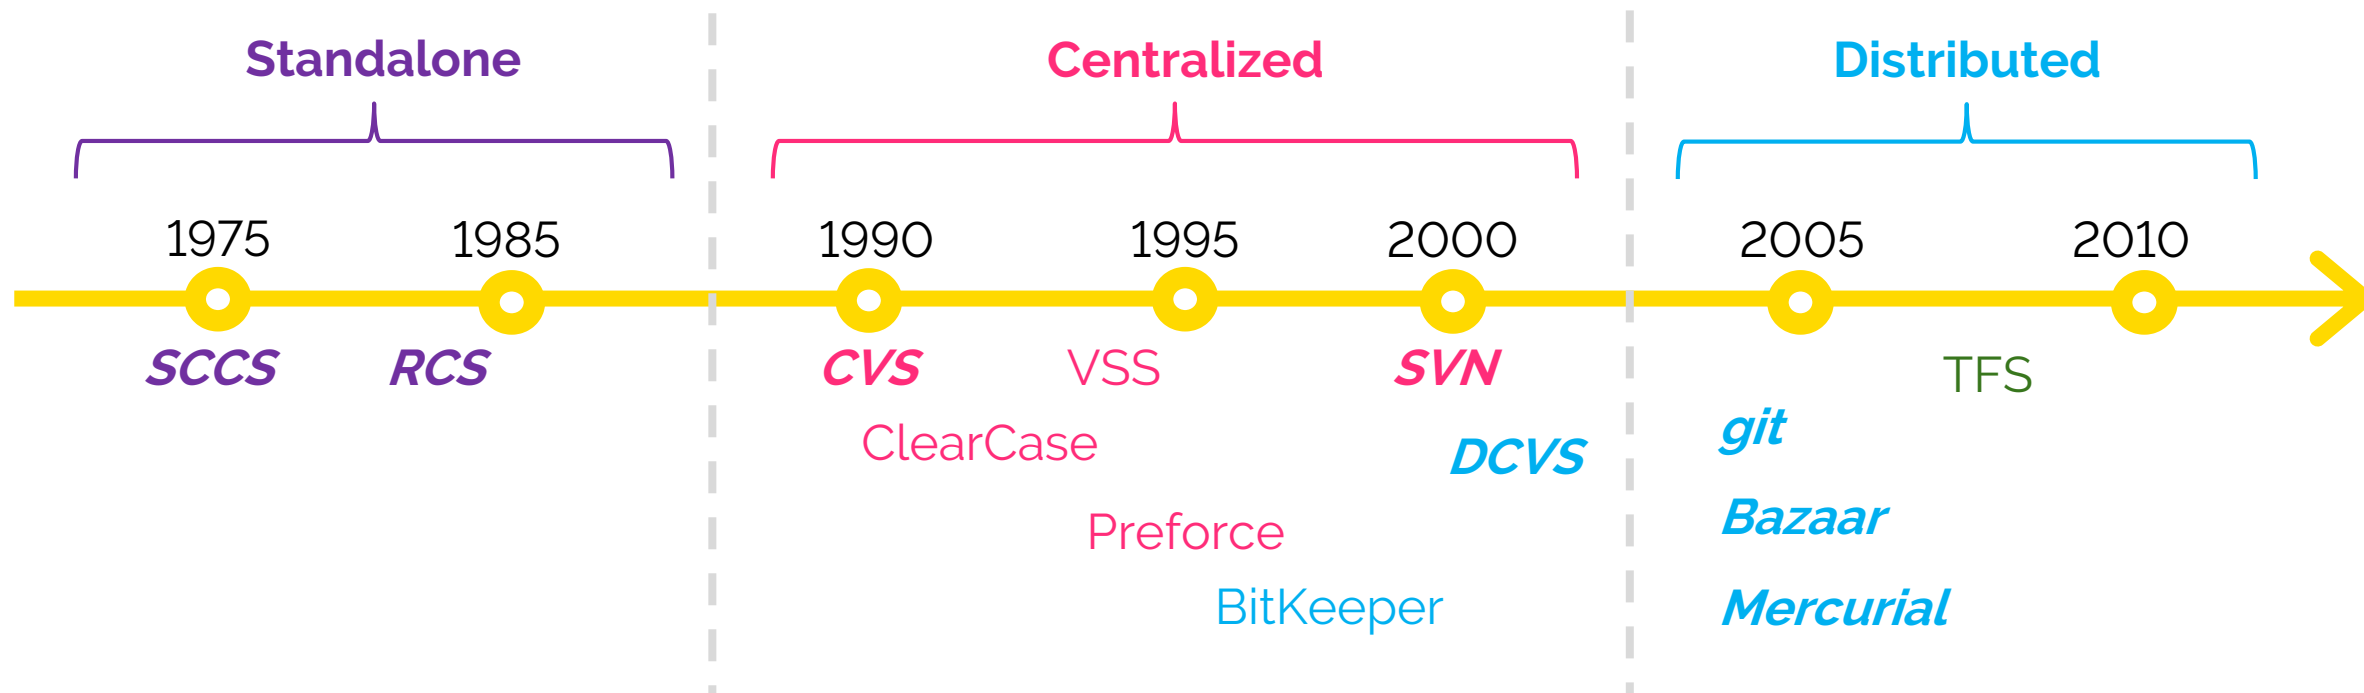 Standalone
Centralized
Distributed
1975
1985
1990
1995
2000
2005
2010
SCCS
RCS
CVS
VSS
SVN
TFS
ClearCase
DCVS
git
Preforce
Bazaar
BitKeeper
Mercurial